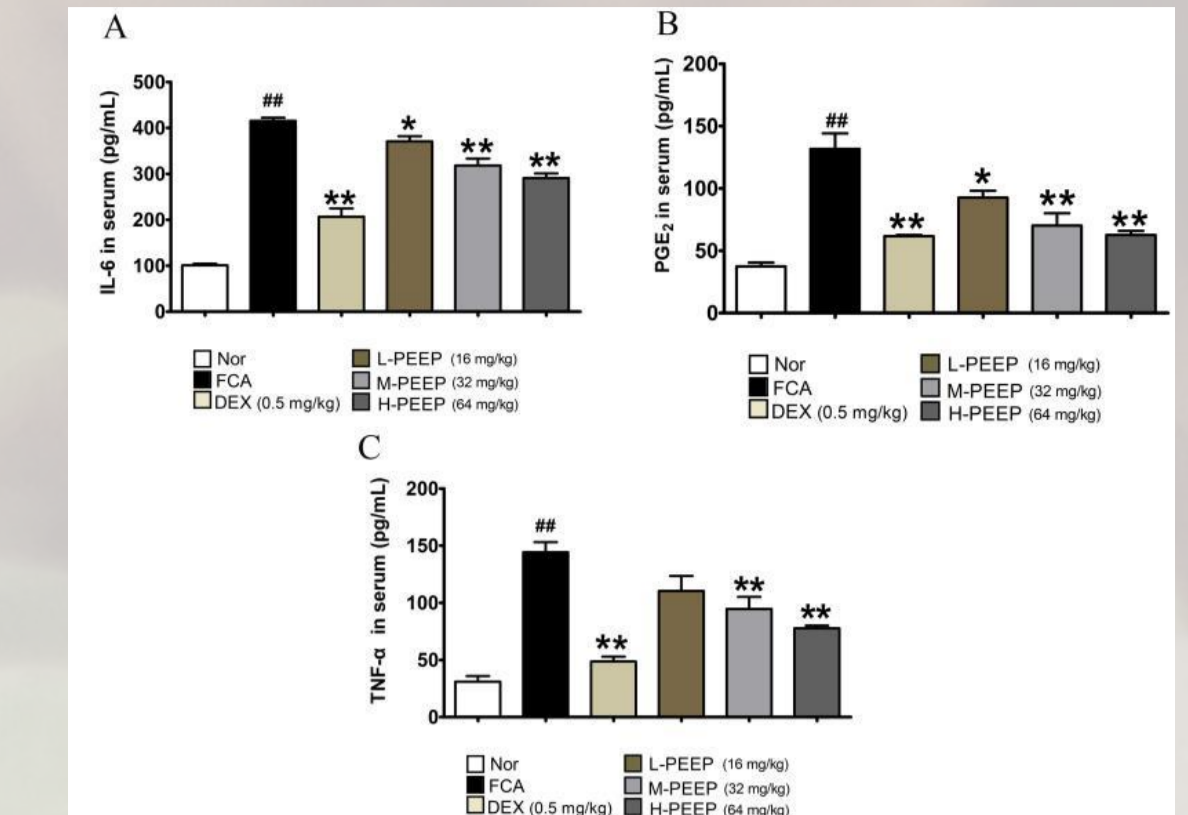 A
500
400
300
200
100
0
IL-6 in serum (pg/mL)
##
**
*
**
**
Nor
FCA
DEX (0.5 mg/kg)
L-PEEP (16 mg/kg)
M-PEEP (32 mg/kg)
H-PEEP (64 mg/kg)
B
200
150
100
50
0
PGE2 in serum (pg/mL)
##
**
*
**
**
Nor
FCA
DEX (0.5 mg/kg)
L-PEEP (16 mg/kg)
M-PEEP (32 mg/kg)
H-PEEP (64 mg/kg)
C
200
150
100
50
0
TNF-α in serum (pg/mL)
##
**
**
**
Nor
FCA
DEX (0.5 mg/kg)
L-PEEP (16 mg/kg)
M-PEEP (32 mg/kg)
H-PEEP (64 mg/kg)